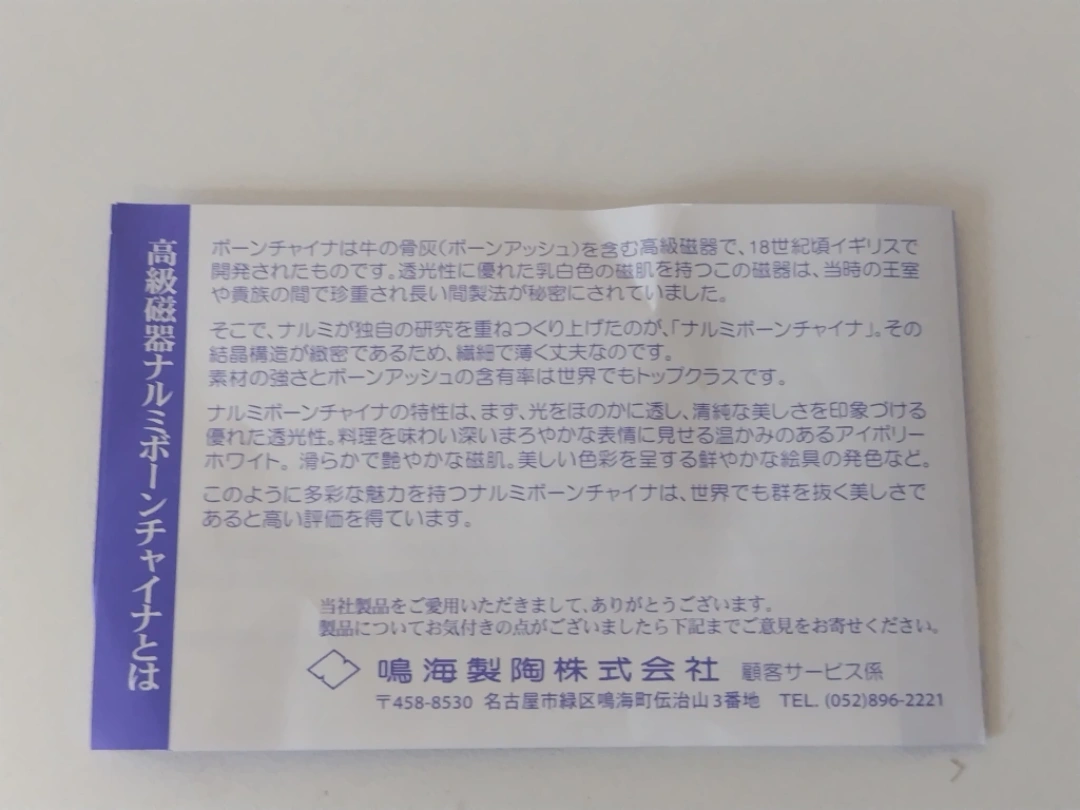 高級磁器ナルミボーンチャイナとは
ボーンチャイナは牛の骨灰(ボーンアッシュ)を含む高級磁器で、18世紀頃イギリスで
開発されたものです。透光性に優れた乳白色の磁肌を持つこの磁器は、当時の王室
や貴族の間で珍重され長い間製法が秘密にされていました。
そこで、ナルミが独自の研究を重ねつくり上げたのが、「ナルミボーンチャイナ」。その
結晶構造が緻密であるため、繊細で薄く丈夫なのです。
素材の強さとボーンアッシュの含有率は世界でもトップクラスです。
ナルミボーンチャイナの特性は、まず、光をほのかに透し、清純な美しさを印象づける
優れた透光性。料理を味わい深いまろやかな表情に見せる温かみのあるアイボリー
ホワイト。滑らかで艶やかな磁肌。美しい色彩を呈する鮮やかな絵具の発色など。
このように多彩な魅力を持つナルミボーンチャイナは、世界でも群を抜く美しさで
あると高い評価を得ています。
当社製品をご愛用いただきまして、ありがとうございます。
製品についてお気付きの点がございましたら下記までご意見をお寄せください。
鳴海製陶株式会社 顧客サービス係
〒458-8530 名古屋市緑区鳴海町伝治山3番地 TEL. (052)896-2221